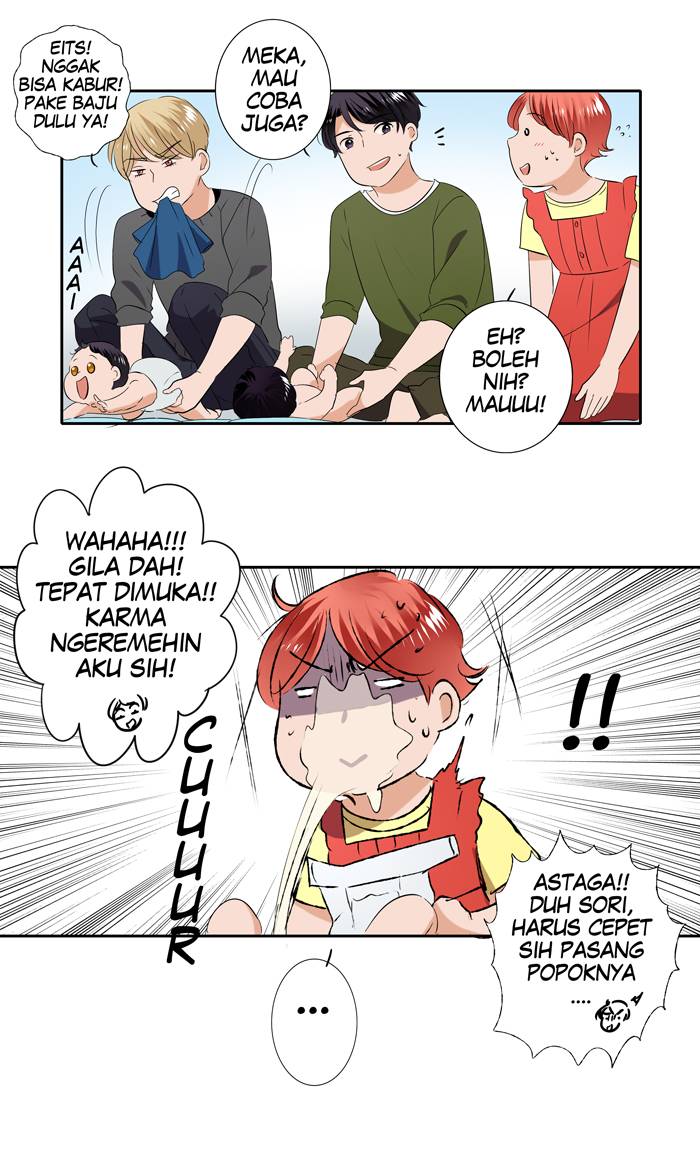 EITS!
NGGAK
BISA KABUR!
PAKE BAJU
DULU YA!
MEKA,
MAU
COBA
JUGA?
AAAI
EH?
BOLEH
NIH?
MAUUU!
WAHAHA!!!
GILA DAH!
TEPAT DIMUKA!!
KARMA
NGEREMEHIN
AKU SIH!
CUUUUR
!!
ASTAGA!!
DUH SORI,
HARUS CEPET
SIH PASANG
POPOKNYA
....
...